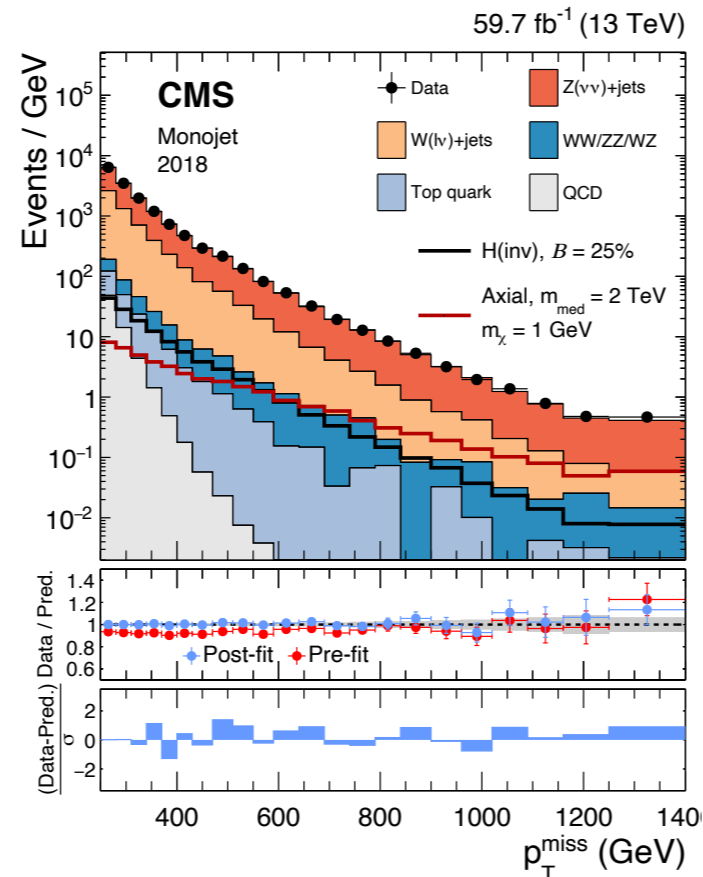 59.7 fb⁻¹ (13 TeV)
Events / GeV
10⁵
10⁴
10³
10²
10
1
10⁻¹
10⁻²
CMS
Monojet
2018
Data
Z(νν)+jets
W(lν)+jets
WW/ZZ/WZ
Top quark
QCD
H(inv), B = 25%
Axial, m_med = 2 TeV
m_χ = 1 GeV
Data / Pred.
1.4
1.2
1.0
0.8
0.6
Post-fit
Pre-fit
(Data-Pred.)
σ
2
0
−2
400
600
800
1000
1200
1400
p_T^miss (GeV)